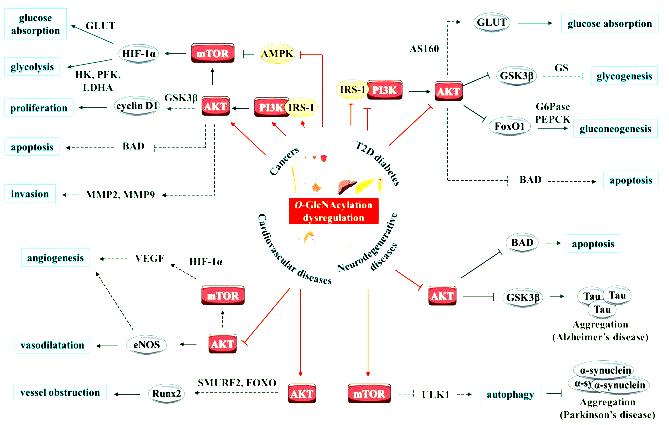 glucose
absorption
GLUT
HIF-1α
mTOR
AMPK
glycolysis
HK, PFK,
LDHA
proliferation
cyclin D1
GSK3β
AKT
PI3K
IRS-1
apoptosis
BAD
invasion
MMP2, MMP9
Cancers
GLUT
glucose absorption
AS160
IRS-1
PI3K
AKT
GSK3β
GS
glycogenesis
FoxO1
G6Pase
PEPCK
gluconeogenesis
BAD
apoptosis
T2D diabetes
O-GlcNAcylation
dysregulation
Cardiovascular diseases
Neurodegenerative
diseases
angiogenesis
VEGF
HIF-1α
mTOR
vasodilatation
eNOS
AKT
vessel obstruction
Runx2
SMURF2, FOXO
AKT
BAD
apoptosis
AKT
GSK3β
Tau
Tau
Tau
Aggregation
(Alzheimer's disease)
mTOR
ULK1
autophagy
α-synuclein
α-sy
α-synuclein
Aggregation
(Parkinson's disease)